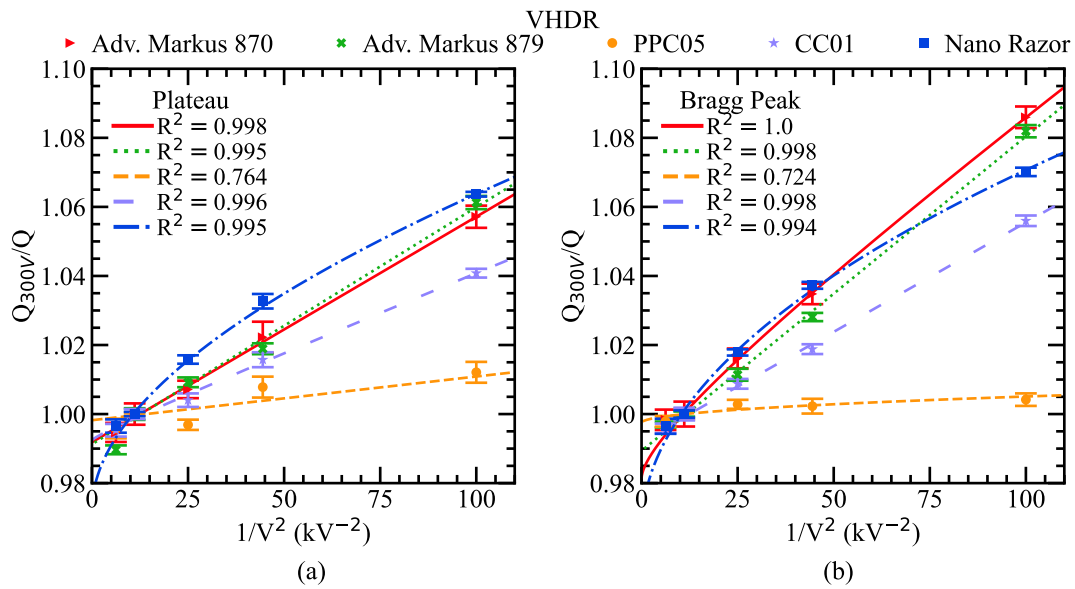 VHDR
Adv. Markus 870 Adv. Markus 879 PPC05 CC01 Nano Razor
1.10
1.08
1.06
1.04
1.02
1.00
0.98
Q₃₀₀ᵥ/Q
Plateau
R² = 0.998
R² = 0.995
R² = 0.764
R² = 0.996
R² = 0.995
0 25 50 75 100
1/V² (kV⁻²)
(a)
1.10
1.08
1.06
1.04
1.02
1.00
0.98
Q₃₀₀ᵥ/Q
Bragg Peak
R² = 1.0
R² = 0.998
R² = 0.724
R² = 0.998
R² = 0.994
0 25 50 75 100
1/V² (kV⁻²)
(b)